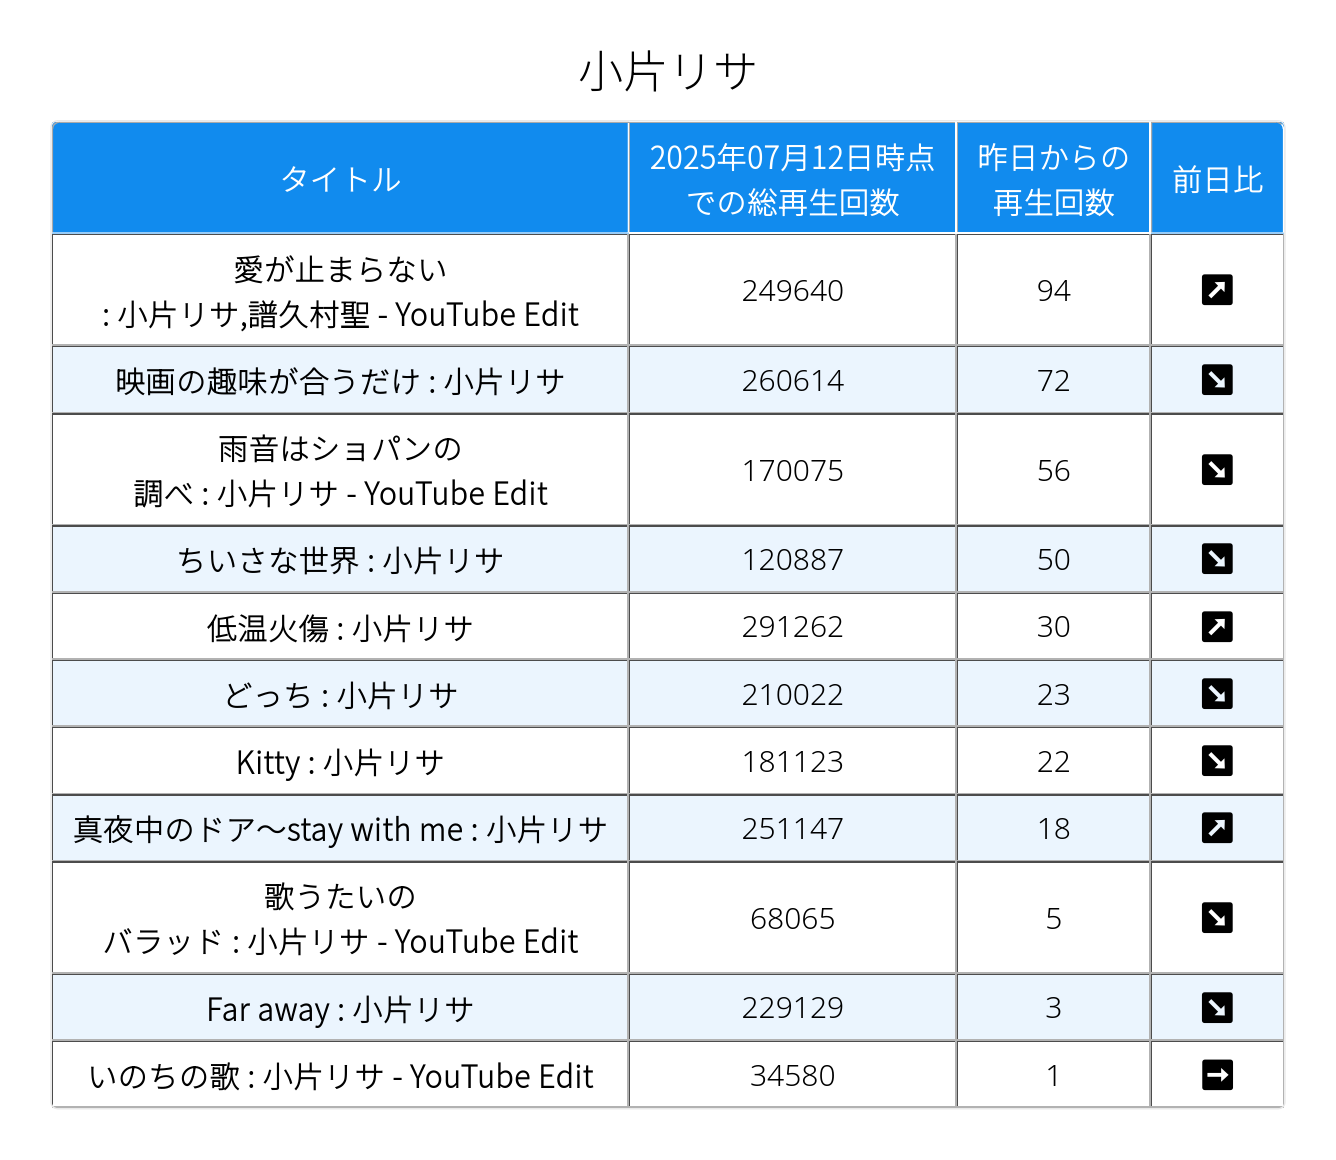 小片リサ
タイトル
2025年07月12日時点
での総再生回数
昨日からの
再生回数
前日比
愛が止まらない
: 小片リサ,譜久村聖 - YouTube Edit
249640
94
映画の趣味が合うだけ : 小片リサ
260614
72
雨音はショパンの
調べ : 小片リサ - YouTube Edit
170075
56
ちいさな世界 : 小片リサ
120887
50
低温火傷 : 小片リサ
291262
30
どっち : 小片リサ
210022
23
Kitty : 小片リサ
181123
22
真夜中のドア〜stay with me : 小片リサ
251147
18
歌うたいの
バラッド : 小片リサ - YouTube Edit
68065
5
Far away : 小片リサ
229129
3
いのちの歌 : 小片リサ - YouTube Edit
34580
1